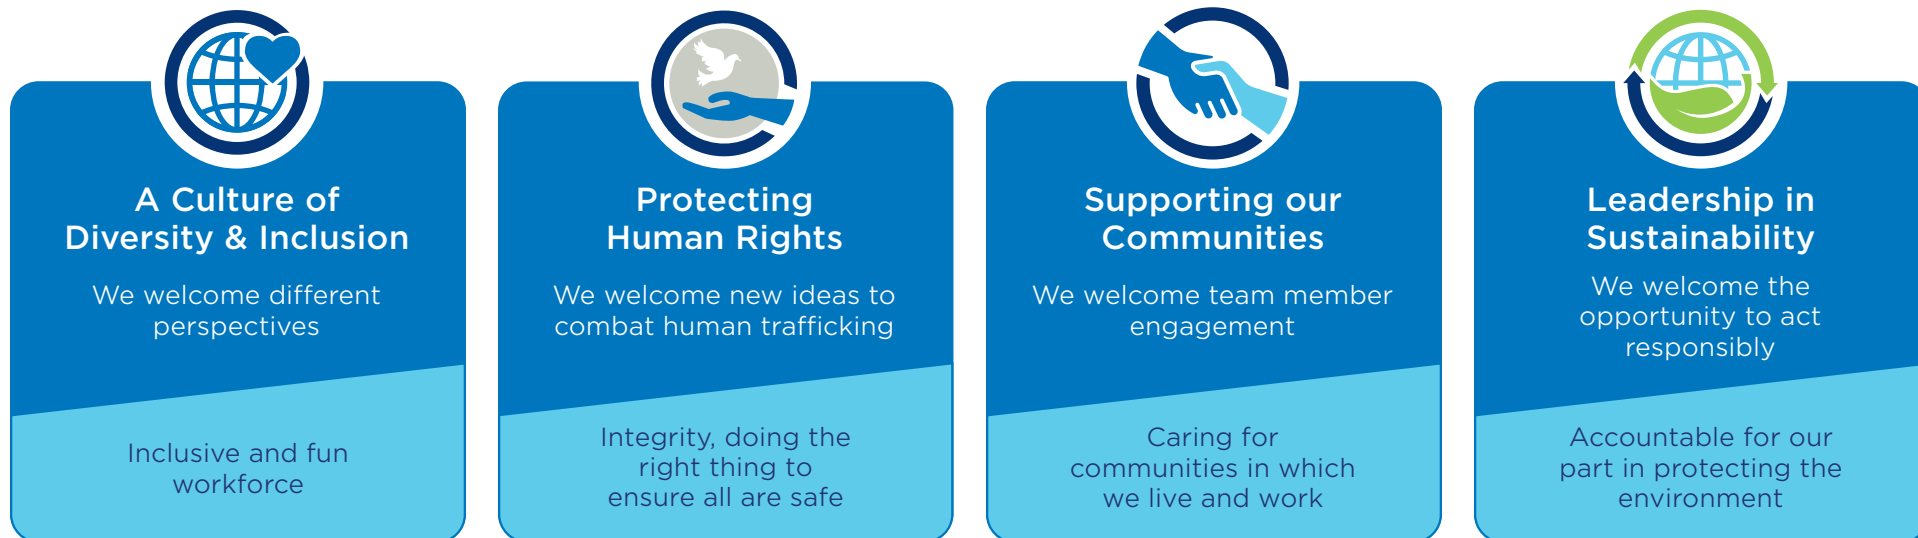 A Culture of
Diversity & Inclusion
We welcome different
perspectives
Inclusive and fun
workforce
Protecting
Human Rights
We welcome new ideas to
combat human trafficking
Integrity, doing the
right thing to
ensure all are safe
Supporting our
Communities
We welcome team member
engagement
Caring for
communities in which
we live and work
Leadership in
Sustainability
We welcome the
opportunity to act
responsibly
Accountable for our
part in protecting the
environment